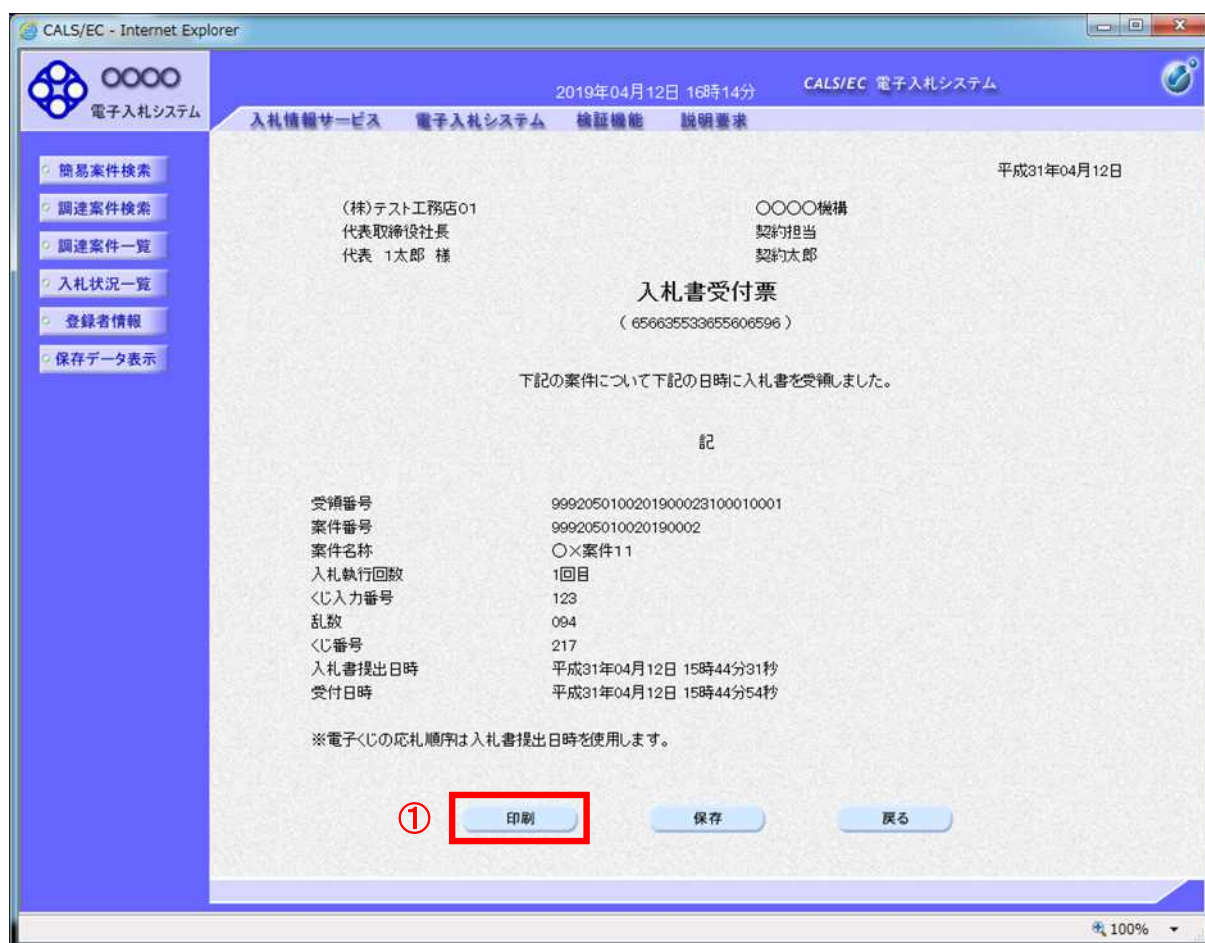 CALS/EC - Internet Explorer
〇〇〇〇
電子入札システム
2019年04月12日 16時14分
CALS/EC 電子入札システム
入札情報サービス 電子入札システム 検証機能 説明要求
簡易案件検索
調達案件検索
調達案件一覧
入札状況一覧
登録者情報
保存データ表示
平成31年04月12日
(株)テスト工務店01
代表取締役社長
代表 1太郎 様
〇〇〇〇機構
契約担当
契約太郎
入札書受付票
( 656635533655606596 )
下記の案件について下記の日時に入札書を受領しました。
記
受領番号 99920501002019000023100010001
案件番号 999205010020190002
案件名称 〇×案件11
入札執行回数 1回目
くじ入力番号 123
乱数 094
くじ番号 217
入札書提出日時 平成31年04月12日 15時44分31秒
受付日時 平成31年04月12日 15時44分54秒
※電子くじの応札順序は入札書提出日時を使用します。
① 印刷 保存 戻る
100%